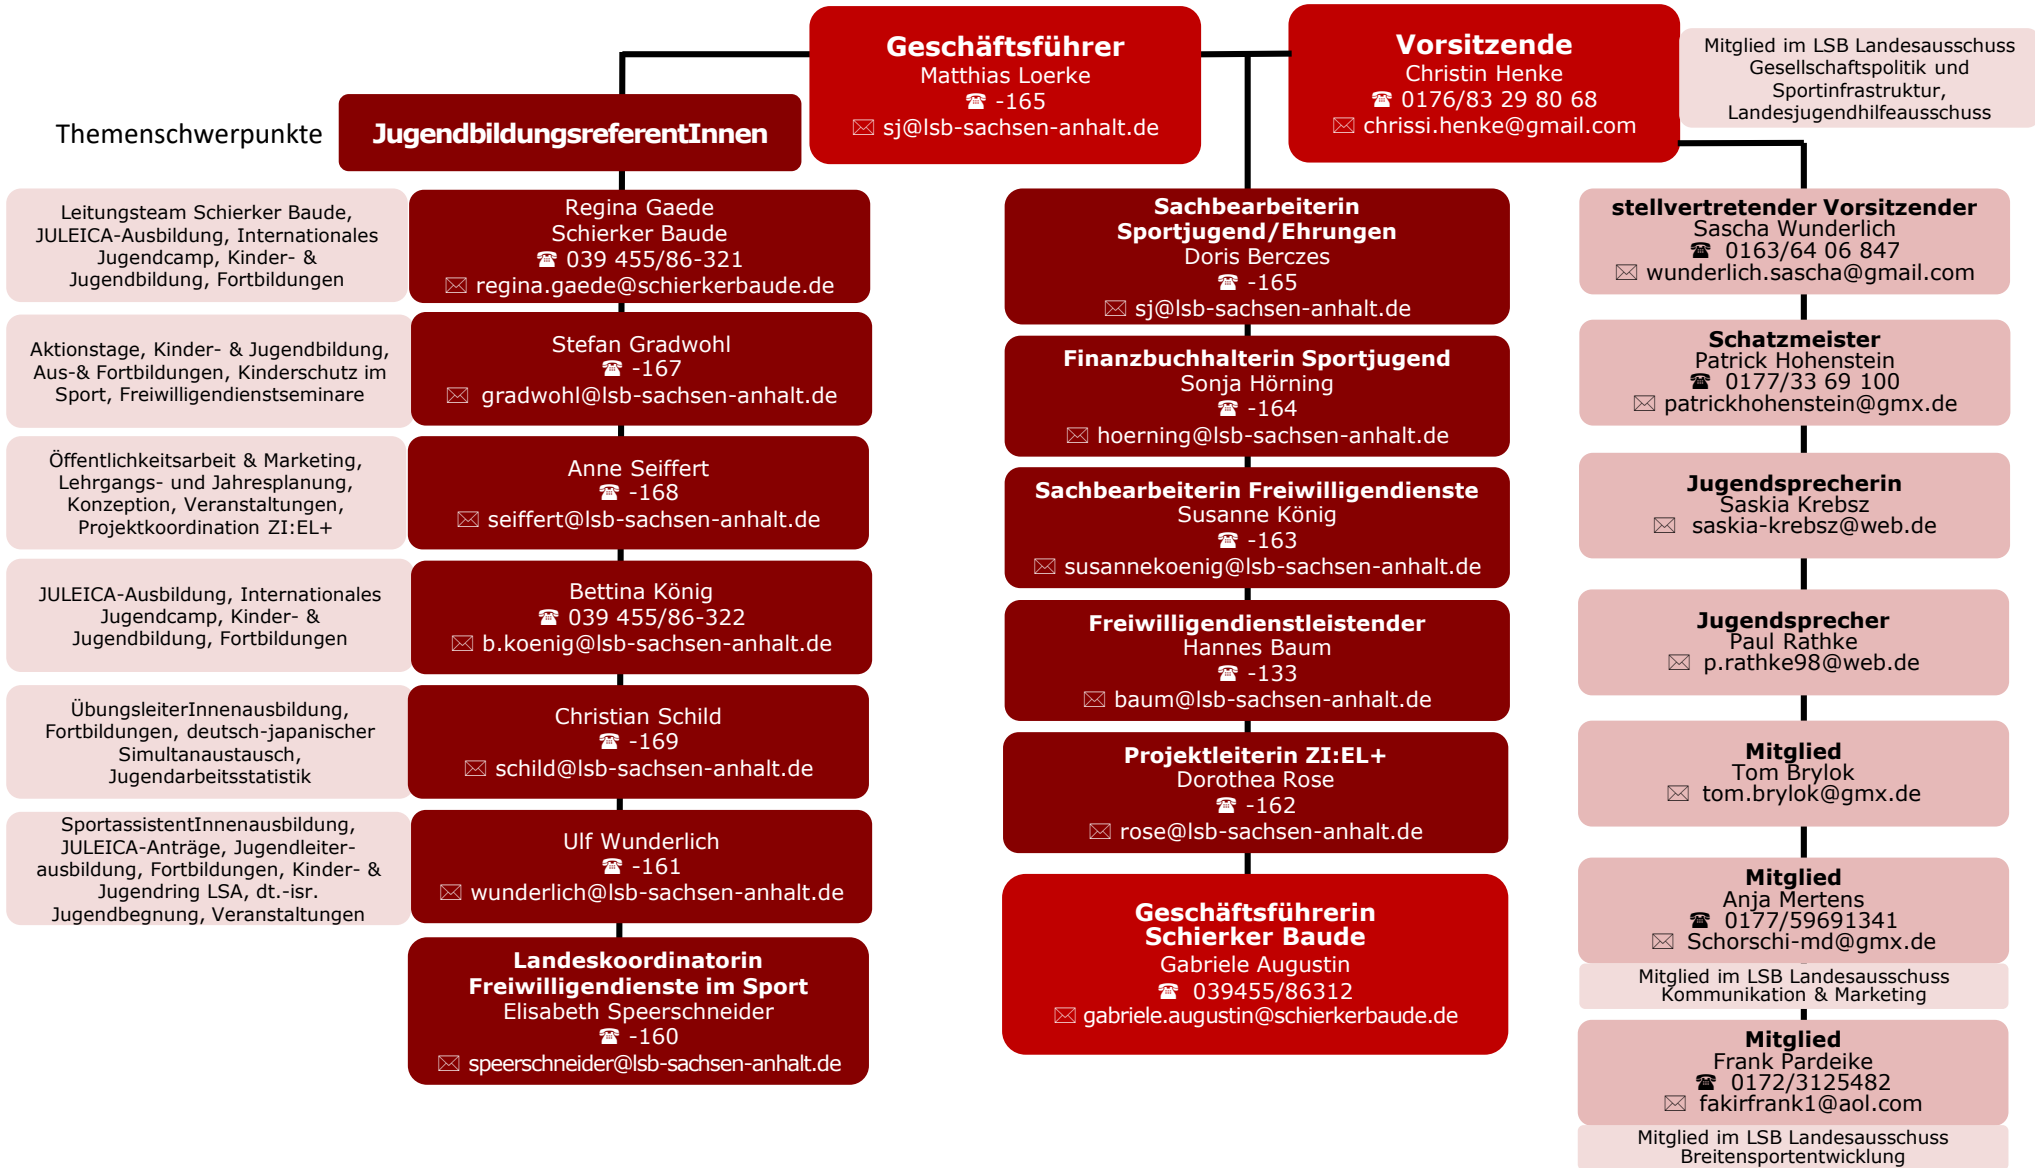 Geschäftsführer
Matthias Loerke
☎ -165
✉ sj@lsb-sachsen-anhalt.de
Vorsitzende
Christin Henke
☎ 0176/83 29 80 68
✉ chrissi.henke@gmail.com
Mitglied im LSB Landesausschuss
Gesellschaftspolitik und
Sportinfrastruktur,
Landesjugendhilfeausschuss
Themenschwerpunkte
JugendbildungsreferentInnen
Leitungsteam Schierker Baude,
JULEICA-Ausbildung, Internationales
Jugendcamp, Kinder- &
Jugendbildung, Fortbildungen
Regina Gaede
Schierker Baude
☎ 039 455/86-321
✉ regina.gaede@schierkerbaude.de
Aktionstage, Kinder- & Jugendbildung,
Aus-& Fortbildungen, Kinderschutz im
Sport, Freiwilligendienstseminare
Stefan Gradwohl
☎ -167
✉ gradwohl@lsb-sachsen-anhalt.de
Öffentlichkeitsarbeit & Marketing,
Lehrgangs- und Jahresplanung,
Konzeption, Veranstaltungen,
Projektkoordination ZI:EL+
Anne Seiffert
☎ -168
✉ seiffert@lsb-sachsen-anhalt.de
JULEICA-Ausbildung, Internationales
Jugendcamp, Kinder- &
Jugendbildung, Fortbildungen
Bettina König
☎ 039 455/86-322
✉ b.koenig@lsb-sachsen-anhalt.de
ÜbungsleiterInnenausbildung,
Fortbildungen, deutsch-japanischer
Simultanaustausch,
Jugendarbeitsstatistik
Christian Schild
☎ -169
✉ schild@lsb-sachsen-anhalt.de
SportassistentInnenausbildung,
JULEICA-Anträge, Jugendleiter-
ausbildung, Fortbildungen, Kinder- &
Jugendring LSA, dt.-isr.
Jugendbegnung, Veranstaltungen
Ulf Wunderlich
☎ -161
✉ wunderlich@lsb-sachsen-anhalt.de
Landeskoordinatorin
Freiwilligendienste im Sport
Elisabeth Speerschneider
☎ -160
✉ speerschneider@lsb-sachsen-anhalt.de
Sachbearbeiterin
Sportjugend/Ehrungen
Doris Berczes
☎ -165
✉ sj@lsb-sachsen-anhalt.de
Finanzbuchhalterin Sportjugend
Sonja Hörning
☎ -164
✉ hoerning@lsb-sachsen-anhalt.de
Sachbearbeiterin Freiwilligendienste
Susanne König
☎ -163
✉ susannekoenig@lsb-sachsen-anhalt.de
Freiwilligendienstleistender
Hannes Baum
☎ -133
✉ baum@lsb-sachsen-anhalt.de
Projektleiterin ZI:EL+
Dorothea Rose
☎ -162
✉ rose@lsb-sachsen-anhalt.de
Geschäftsführerin
Schierker Baude
Gabriele Augustin
☎ 039455/86312
✉ gabriele.augustin@schierkerbaude.de
stellvertretender Vorsitzender
Sascha Wunderlich
☎ 0163/64 06 847
✉ wunderlich.sascha@gmail.com
Schatzmeister
Patrick Hohenstein
☎ 0177/33 69 100
✉ patrickhohenstein@gmx.de
Jugendsprecherin
Saskia Krebsz
✉ saskia-krebsz@web.de
Jugendsprecher
Paul Rathke
✉ p.rathke98@web.de
Mitglied
Tom Brylok
✉ tom.brylok@gmx.de
Mitglied
Anja Mertens
☎ 0177/59691341
✉ Schorschi-md@gmx.de
Mitglied im LSB Landesausschuss
Kommunikation & Marketing
Mitglied
Frank Pardeike
☎ 0172/3125482
✉ fakirfrank1@aol.com
Mitglied im LSB Landesausschuss
Breitensportentwicklung